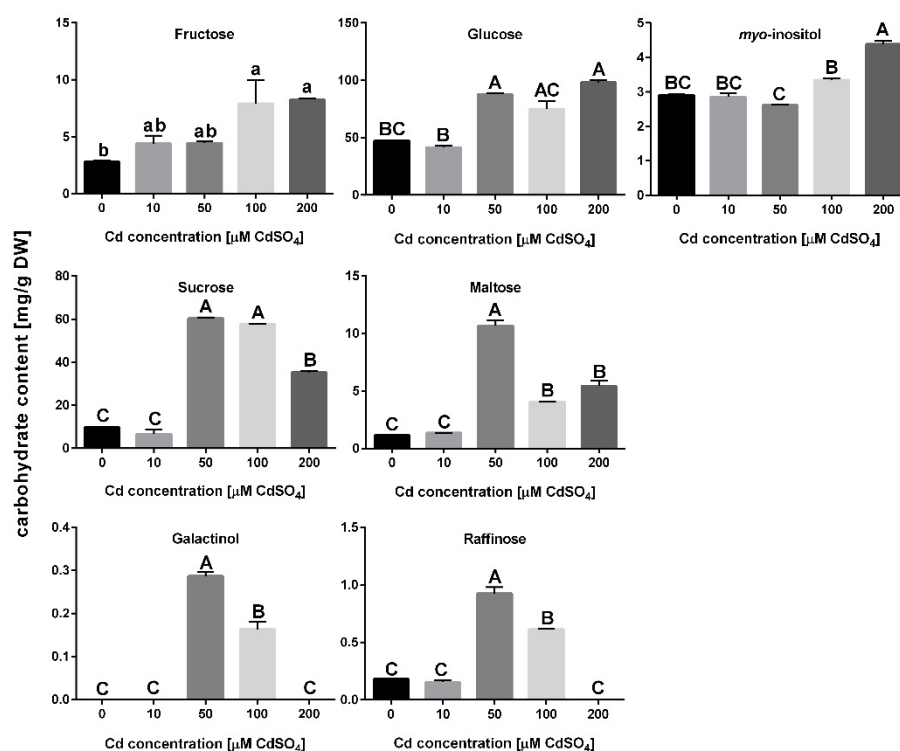 carbohydrate content [mg/g DW]
Fructose
15
10
5
0
b
ab
ab
a
a
0 10 50 100 200
Cd concentration [µM CdSO₄]
Glucose
150
100
50
0
BC
B
A
AC
A
0 10 50 100 200
Cd concentration [µM CdSO₄]
myo-inositol
5
4
3
2
1
0
BC
BC
C
B
A
0 10 50 100 200
Cd concentration [µM CdSO₄]
Sucrose
80
60
40
20
0
C
C
A
A
B
0 10 50 100 200
Cd concentration [µM CdSO₄]
Maltose
15
10
5
0
C
C
A
B
B
0 10 50 100 200
Cd concentration [µM CdSO₄]
Galactinol
0.4
0.3
0.2
0.1
0.0
C
C
A
B
C
0 10 50 100 200
Cd concentration [µM CdSO₄]
Raffinose
1.5
1.0
0.5
0.0
C
C
A
B
C
0 10 50 100 200
Cd concentration [µM CdSO₄]